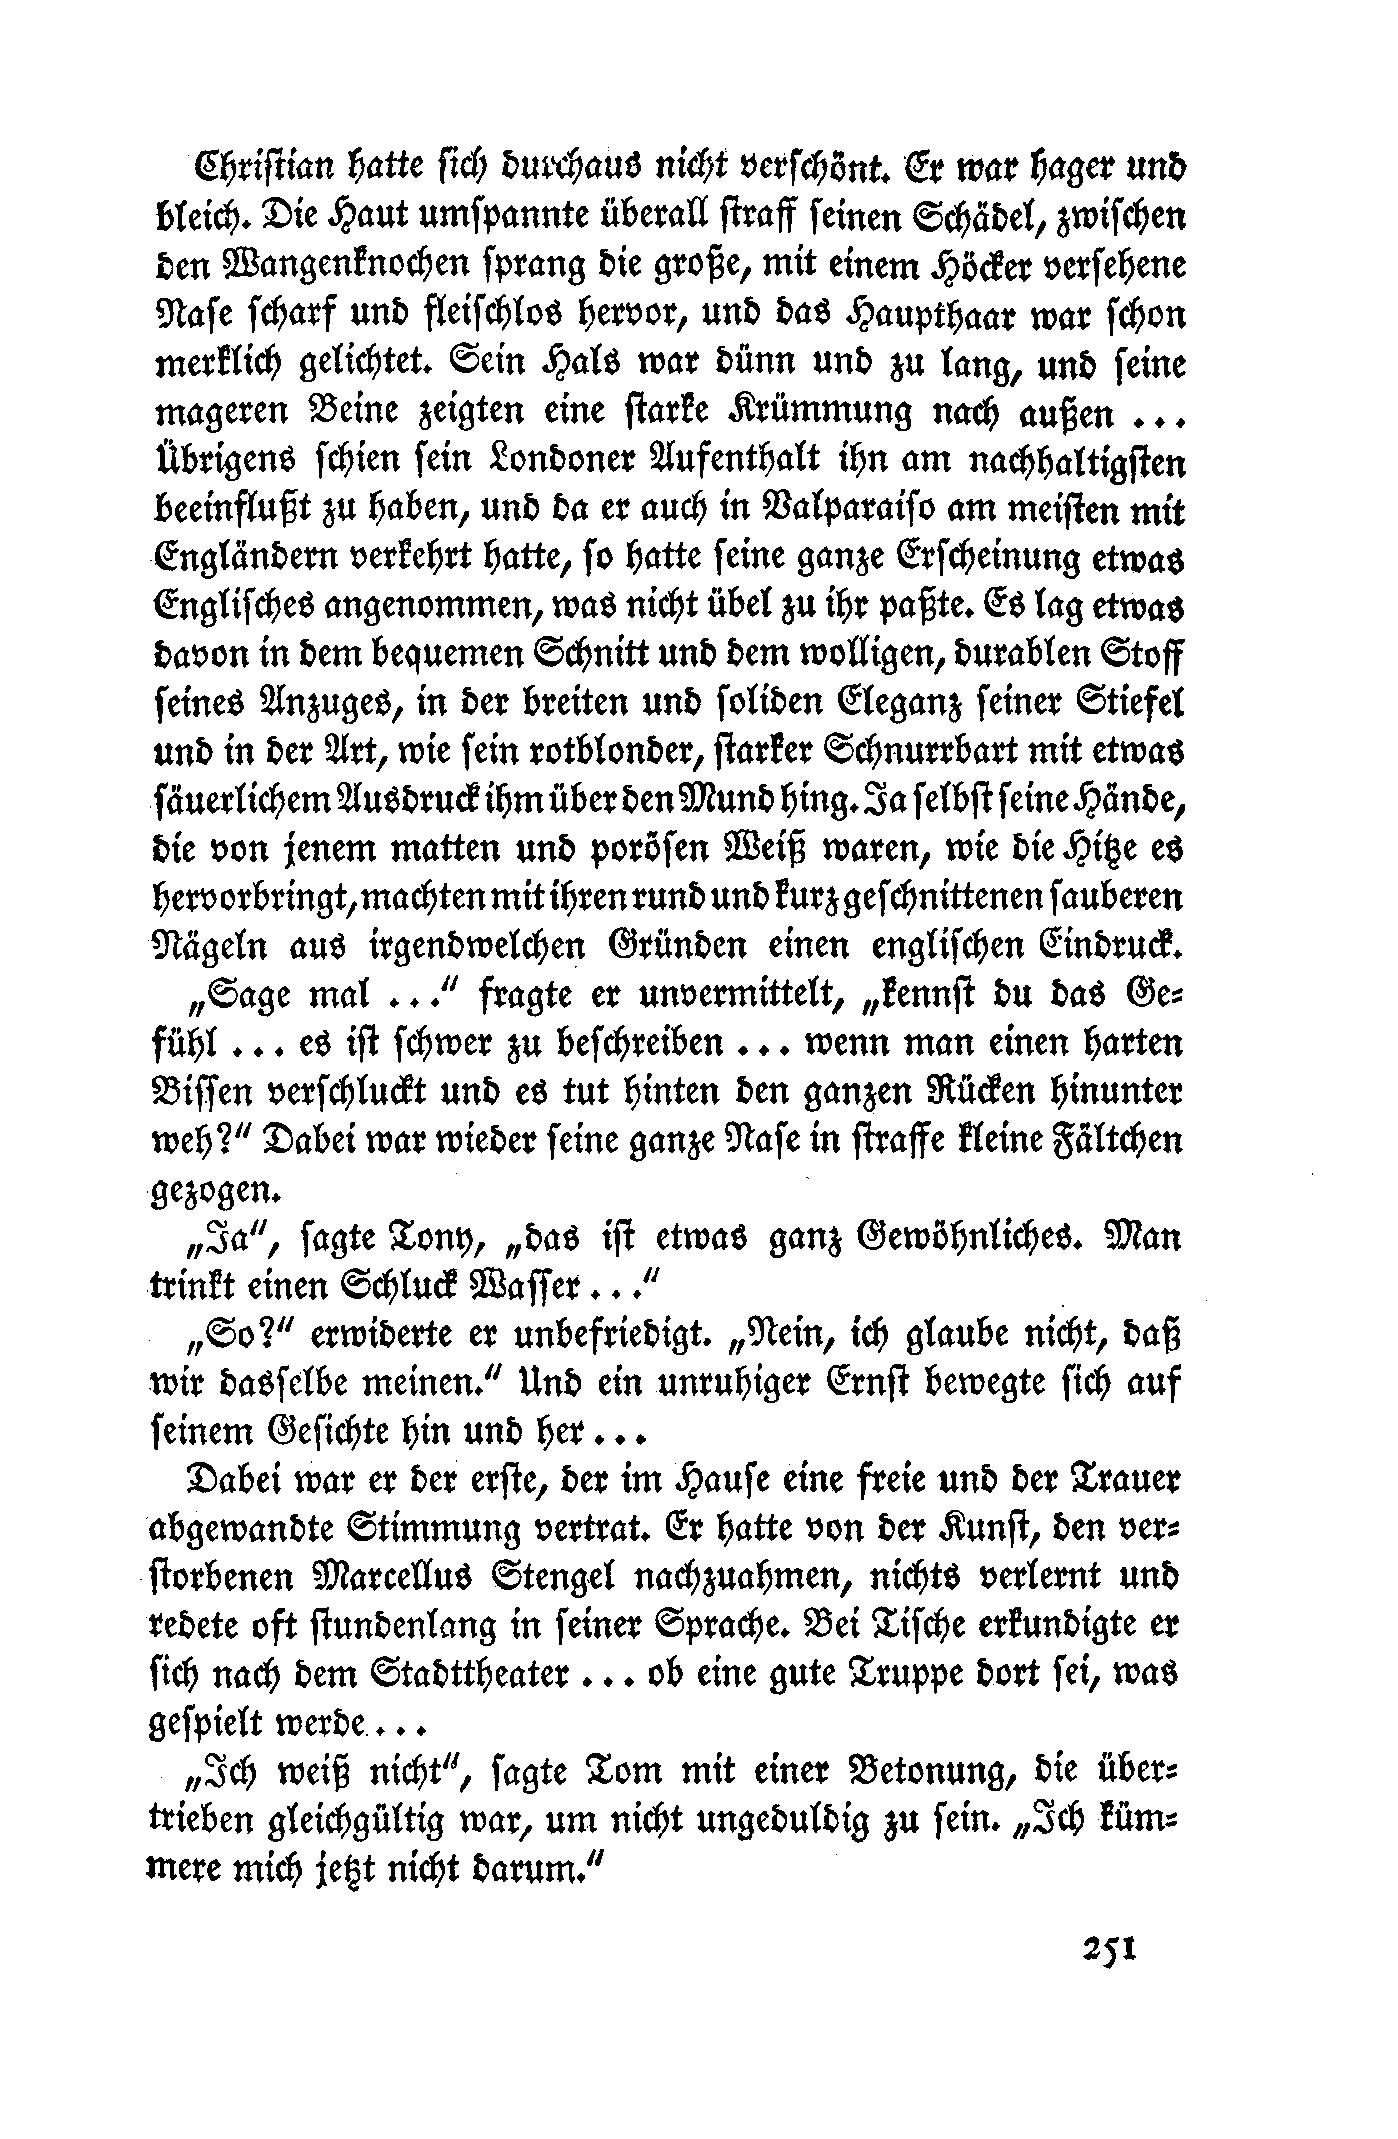 Christian hatte sich durchaus nicht verschönt. Er war hager und
bleich. Die Haut umspannte überall straff seinen Schädel, zwischen
den Wangenknochen sprang die große, mit einem Höcker versehene
Nase scharf und fleischlos hervor, und das Haupthaar war schon
merklich gelichtet. Sein Hals war dünn und zu lang, und seine
mageren Beine zeigten eine starke Krümmung nach außen ...
Übrigens schien sein Londoner Aufenthalt ihn am nachhaltigsten
beeinflußt zu haben, und da er auch in Valparaiso am meisten mit
Engländern verkehrt hatte, so hatte seine ganze Erscheinung etwas
Englisches angenommen, was nicht übel zu ihr paßte. Es lag etwas
davon in dem bequemen Schnitt und dem wolligen, durablen Stoff
seines Anzuges, in der breiten und soliden Eleganz seiner Stiefel
und in der Art, wie sein rotblonder, starker Schnurrbart mit etwas
säuerlichem Ausdruck ihm über den Mund hing. Ja selbst seine Hände,
die von jenem matten und porösen Weiß waren, wie die Hitze es
hervorbringt, machten mit ihren rund und kurz geschnittenen sauberen
Nägeln aus irgendwelchen Gründen einen englischen Eindruck.
„Sage mal ...“ fragte er unvermittelt, „kennst du das Ge-
fühl ... es ist schwer zu beschreiben ... wenn man einen harten
Bissen verschluckt und es tut hinten den ganzen Rücken hinunter
weh?“ Dabei war wieder seine ganze Nase in straffe kleine Fältchen
gezogen.
„Ja“, sagte Tony, „das ist etwas ganz Gewöhnliches. Man
trinkt einen Schluck Wasser ...“
„So?“ erwiderte er unbefriedigt. „Nein, ich glaube nicht, daß
wir dasselbe meinen.“ Und ein unruhiger Ernst bewegte sich auf
seinem Gesichte hin und her ...
Dabei war er der erste, der im Hause eine freie und der Trauer
abgewandte Stimmung vertrat. Er hatte von der Kunst, den ver-
storbenen Marcellus Stengel nachzuahmen, nichts verlernt und
redete oft stundenlang in seiner Sprache. Bei Tische erkundigte er
sich nach dem Stadttheater ... ob eine gute Truppe dort sei, was
gespielt werde ...
„Ich weiß nicht“, sagte Tom mit einer Betonung, die über-
trieben gleichgültig war, um nicht ungeduldig zu sein. „Ich küm-
mere mich jetzt nicht darum.“
251